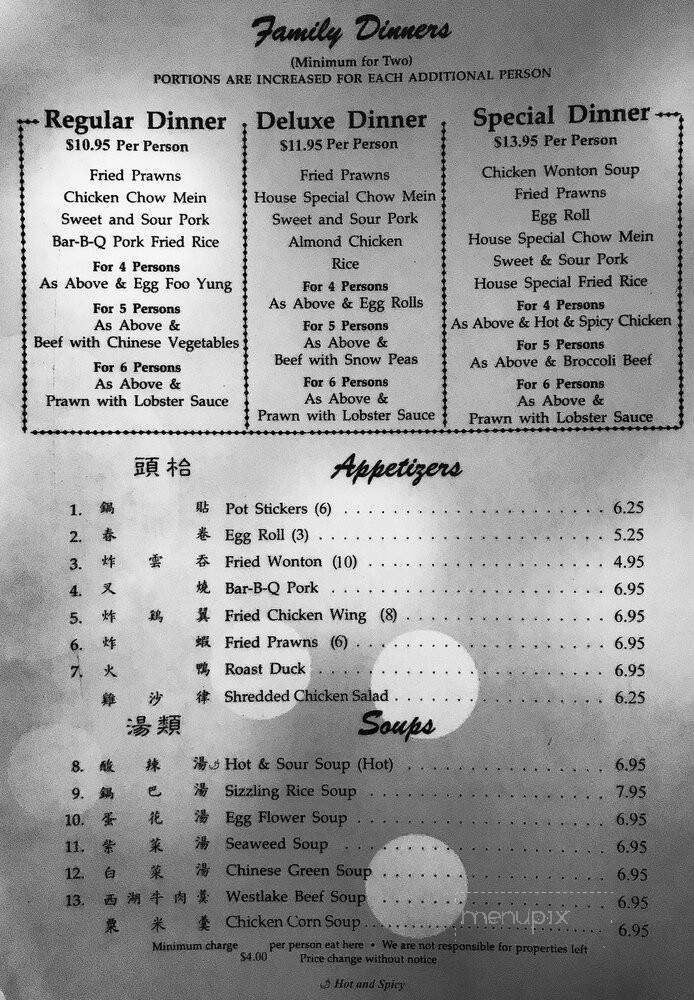 Family Dinners
(Minimum for Two)
PORTIONS ARE INCREASED FOR EACH ADDITIONAL PERSON
Regular Dinner
$10.95 Per Person
Fried Prawns
Chicken Chow Mein
Sweet and Sour Pork
Bar-B-Q Pork Fried Rice
For 4 Persons
As Above & Egg Foo Yung
For 5 Persons
As Above &
Beef with Chinese Vegetables
For 6 Persons
As Above &
Prawn with Lobster Sauce
Deluxe Dinner
$11.95 Per Person
Fried Prawns
House Special Chow Mein
Sweet and Sour Pork
Almond Chicken
Rice
For 4 Persons
As Above & Egg Rolls
For 5 Persons
As Above &
Beef with Snow Peas
For 6 Persons
As Above &
Prawn with Lobster Sauce
Special Dinner
$13.95 Per Person
Chicken Wonton Soup
Fried Prawns
Egg Roll
House Special Chow Mein
Sweet & Sour Pork
House Special Fried Rice
For 4 Persons
As Above & Hot & Spicy Chicken
For 5 Persons
As Above & Broccoli Beef
For 6 Persons
As Above &
Prawn with Lobster Sauce
頭枱 Appetizers
1. 鍋貼 Pot Stickers (6) . . . . . . . . . . . . . . . . . . . . . . 6.25
2. 春卷 Egg Roll (3) . . . . . . . . . . . . . . . . . . . . . . . . 5.25
3. 炸雲吞 Fried Wonton (10) . . . . . . . . . . . . . . . . . . . . 4.95
4. 叉燒 Bar-B-Q Pork . . . . . . . . . . . . . . . . . . . . . . . 6.95
5. 炸鷄翼 Fried Chicken Wing (8) . . . . . . . . . . . . . . . . . 6.95
6. 炸蝦 Fried Prawns (6) . . . . . . . . . . . . . . . . . . . . . 6.95
7. 火鴨 Roast Duck . . . . . . . . . . . . . . . . . . . . . . . . 6.95
雞沙律 Shredded Chicken Salad . . . . . . . . . . . . . . . . . . 6.25
湯類 Soups
8. 酸辣湯 Hot & Sour Soup (Hot) . . . . . . . . . . . . . . . . . 6.95
9. 鍋巴湯 Sizzling Rice Soup . . . . . . . . . . . . . . . . . . . 7.95
10. 蛋花湯 Egg Flower Soup . . . . . . . . . . . . . . . . . . . . 6.95
11. 紫菜湯 Seaweed Soup . . . . . . . . . . . . . . . . . . . . . 6.95
12. 白菜湯 Chinese Green Soup . . . . . . . . . . . . . . . . . . 6.95
13. 西湖牛肉羹 Westlake Beef Soup . . . . . . . . . . . . . . . . 6.95
粟米羹 Chicken Corn Soup . . . . . . . . . . . . . . . . . . . . 6.95
menupix
Minimum charge $4.00 per person eat here • We are not responsible for properties left
Price change without notice
Hot and Spicy